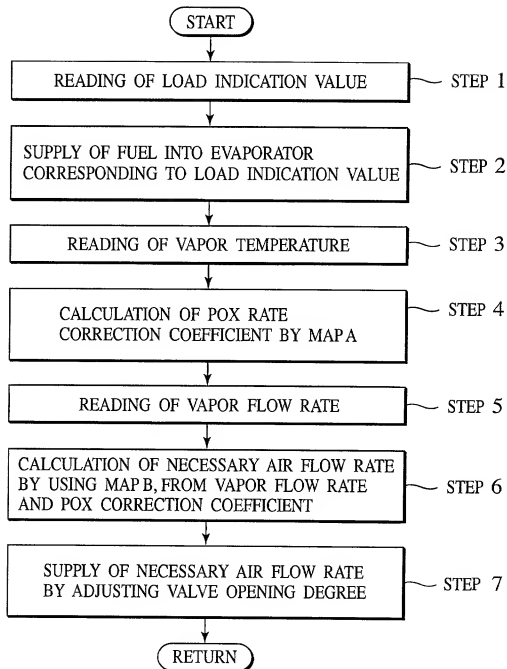 START
READING OF LOAD INDICATION VALUE
STEP 1
SUPPLY OF FUEL INTO EVAPORATOR
CORRESPONDING TO LOAD INDICATION VALUE
STEP 2
READING OF VAPOR TEMPERATURE
STEP 3
CALCULATION OF POX RATE
CORRECTION COEFFICIENT BY MAP A
STEP 4
READING OF VAPOR FLOW RATE
STEP 5
CALCULATION OF NECESSARY AIR FLOW RATE
BY USING MAP B, FROM VAPOR FLOW RATE
AND POX CORRECTION COEFFICIENT
STEP 6
SUPPLY OF NECESSARY AIR FLOW RATE
BY ADJUSTING VALVE OPENING DEGREE
STEP 7
RETURN